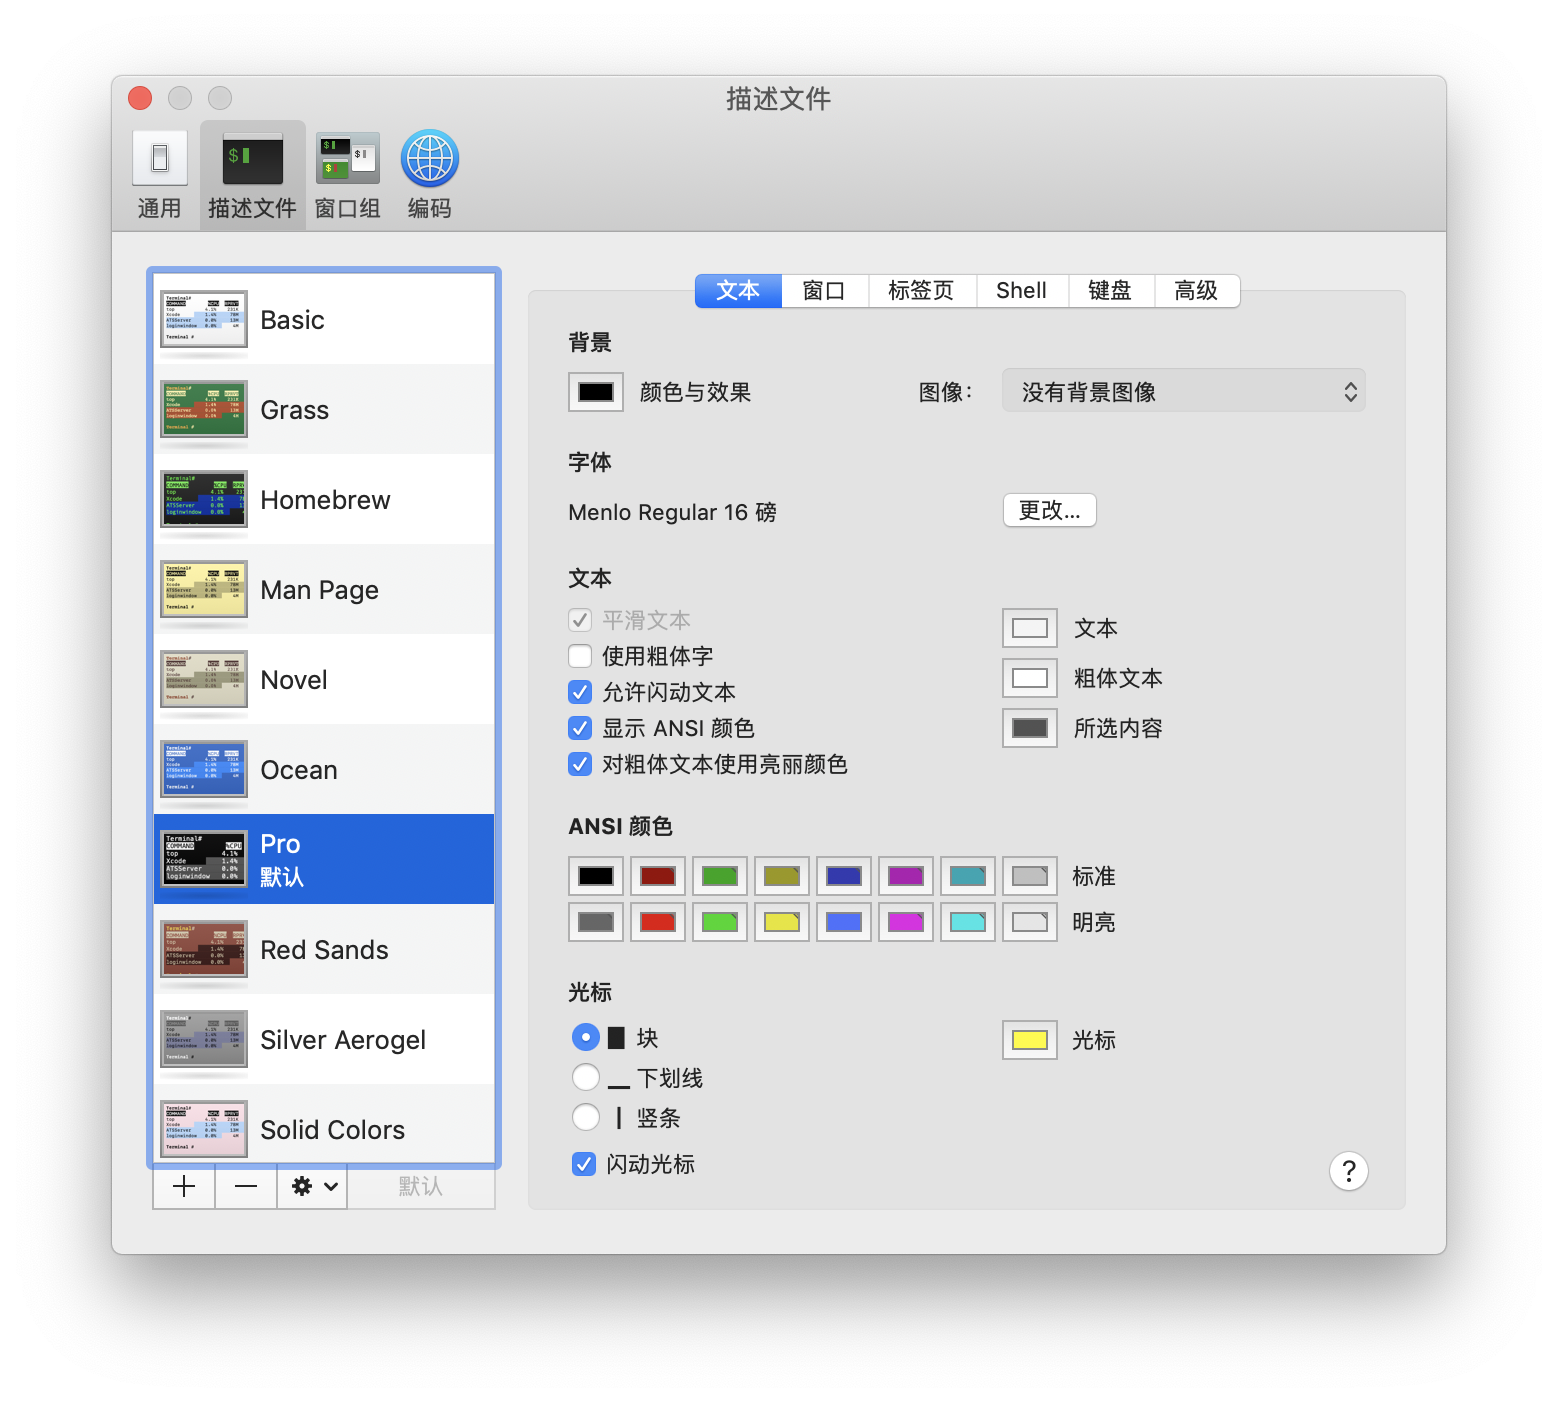 描述文件
通用
描述文件
窗口组
编码
Basic
Grass
Homebrew
Man Page
Novel
Ocean
Pro
默认
Red Sands
Silver Aerogel
Solid Colors
默认
文本
窗口
标签页
Shell
键盘
高级
背景
颜色与效果
图像：
没有背景图像
字体
Menlo Regular 16 磅
更改...
文本
平滑文本
使用粗体字
允许闪动文本
显示 ANSI 颜色
对粗体文本使用亮丽颜色
文本
粗体文本
所选内容
ANSI 颜色
标准
明亮
光标
块
下划线
竖条
闪动光标
光标
?